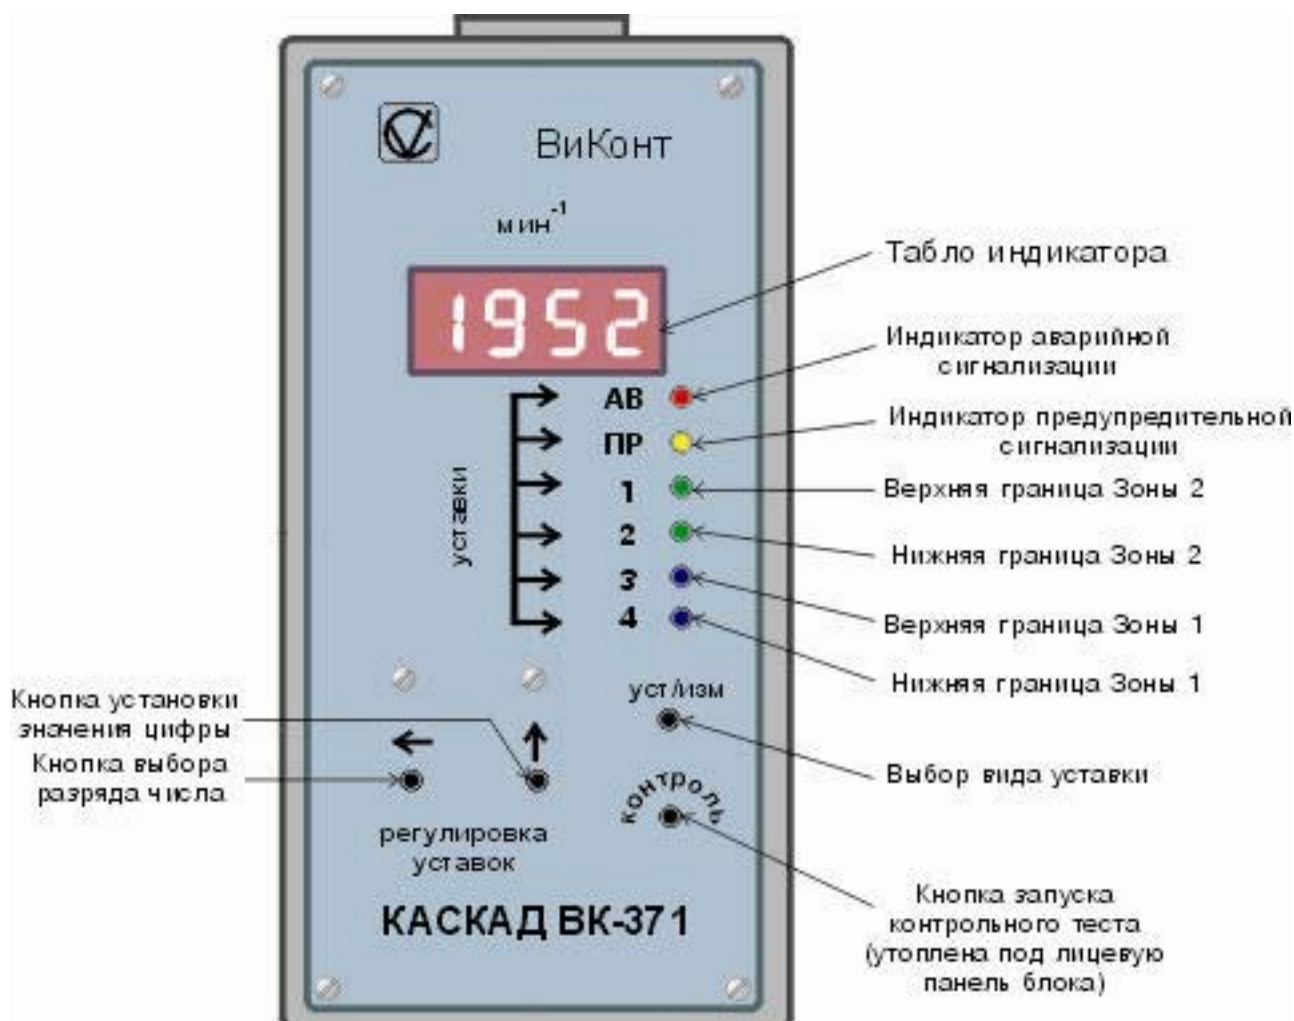 ВиКонт
мин⁻¹
1952
АВ
ПР
1
2
3
4
уставки
уст/изм
контроль
регулировка
уставок
КАСКАД ВК-371
Табло индикатора
Индикатор аварийной
сигнализации
Индикатор предупредительной
сигнализации
Верхняя граница Зоны 2
Нижняя граница Зоны 2
Верхняя граница Зоны 1
Нижняя граница Зоны 1
Выбор вида уставки
Кнопка запуска
контрольного теста
(утоплена под лицевую
панель блока)
Кнопка установки
значения цифры
Кнопка выбора
разряда числа